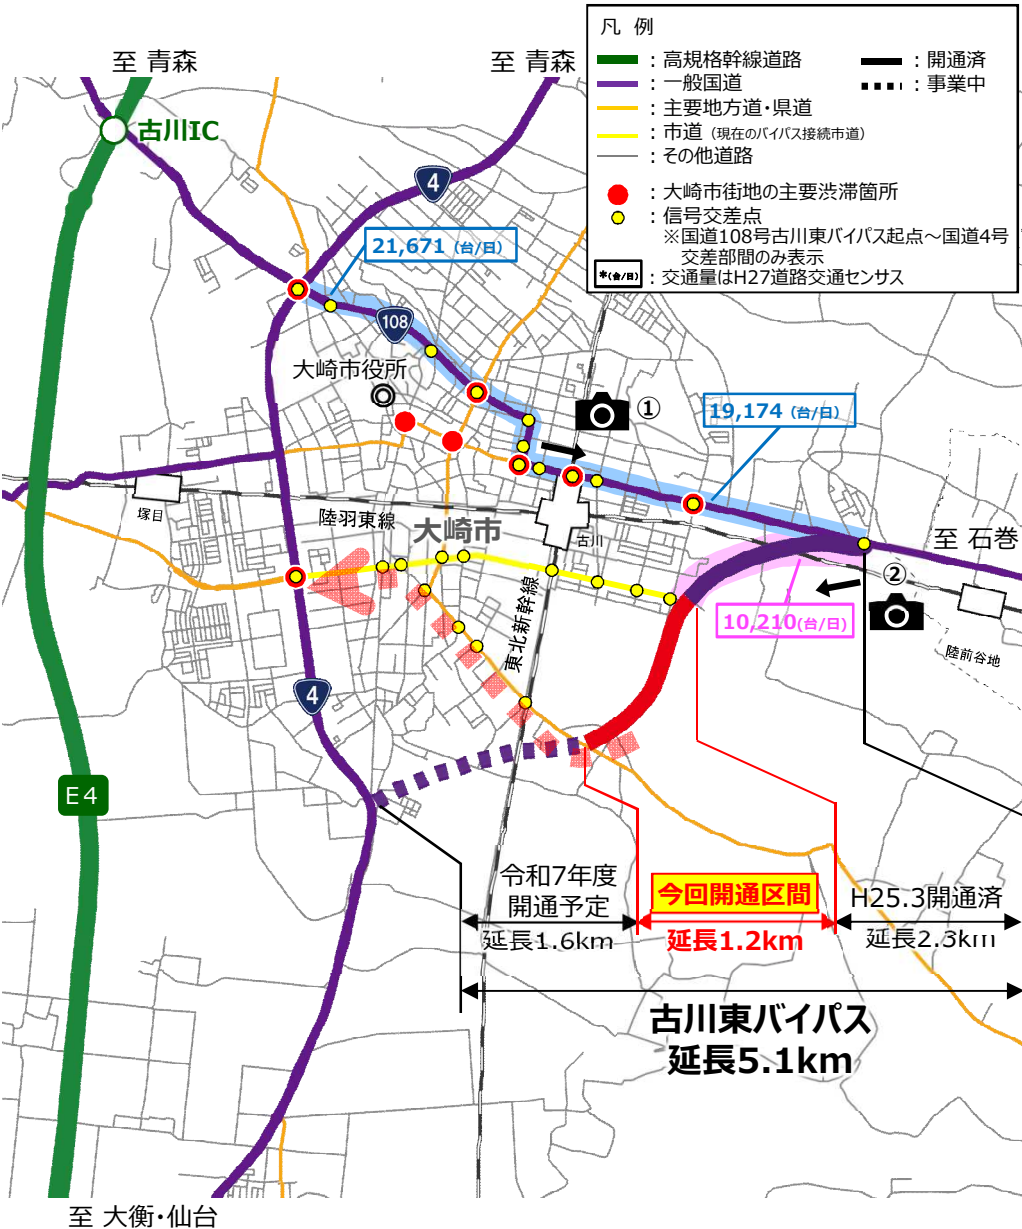 凡 例
：高規格幹線道路
：開通済
：一般国道
：事業中
：主要地方道・県道
：市道（現在のバイパス接続市道）
：その他道路
：大崎市街地の主要渋滞箇所
：信号交差点
※国道108号古川東バイパス起点～国道4号
交差部間のみ表示
*(台/日)：交通量はH27道路交通センサス
至 青森
至 青森
古川IC
4
21,671（台/日）
108
大崎市役所
①
19,174（台/日）
塚目
陸羽東線
大崎市
古川
至 石巻
②
東北新幹線
10,210(台/日)
陸前谷地
4
E4
令和7年度
開通予定
延長1.6km
今回開通区間
延長1.2km
H25.3開通済
延長2.3km
古川東バイパス
延長5.1km
至 大衡・仙台